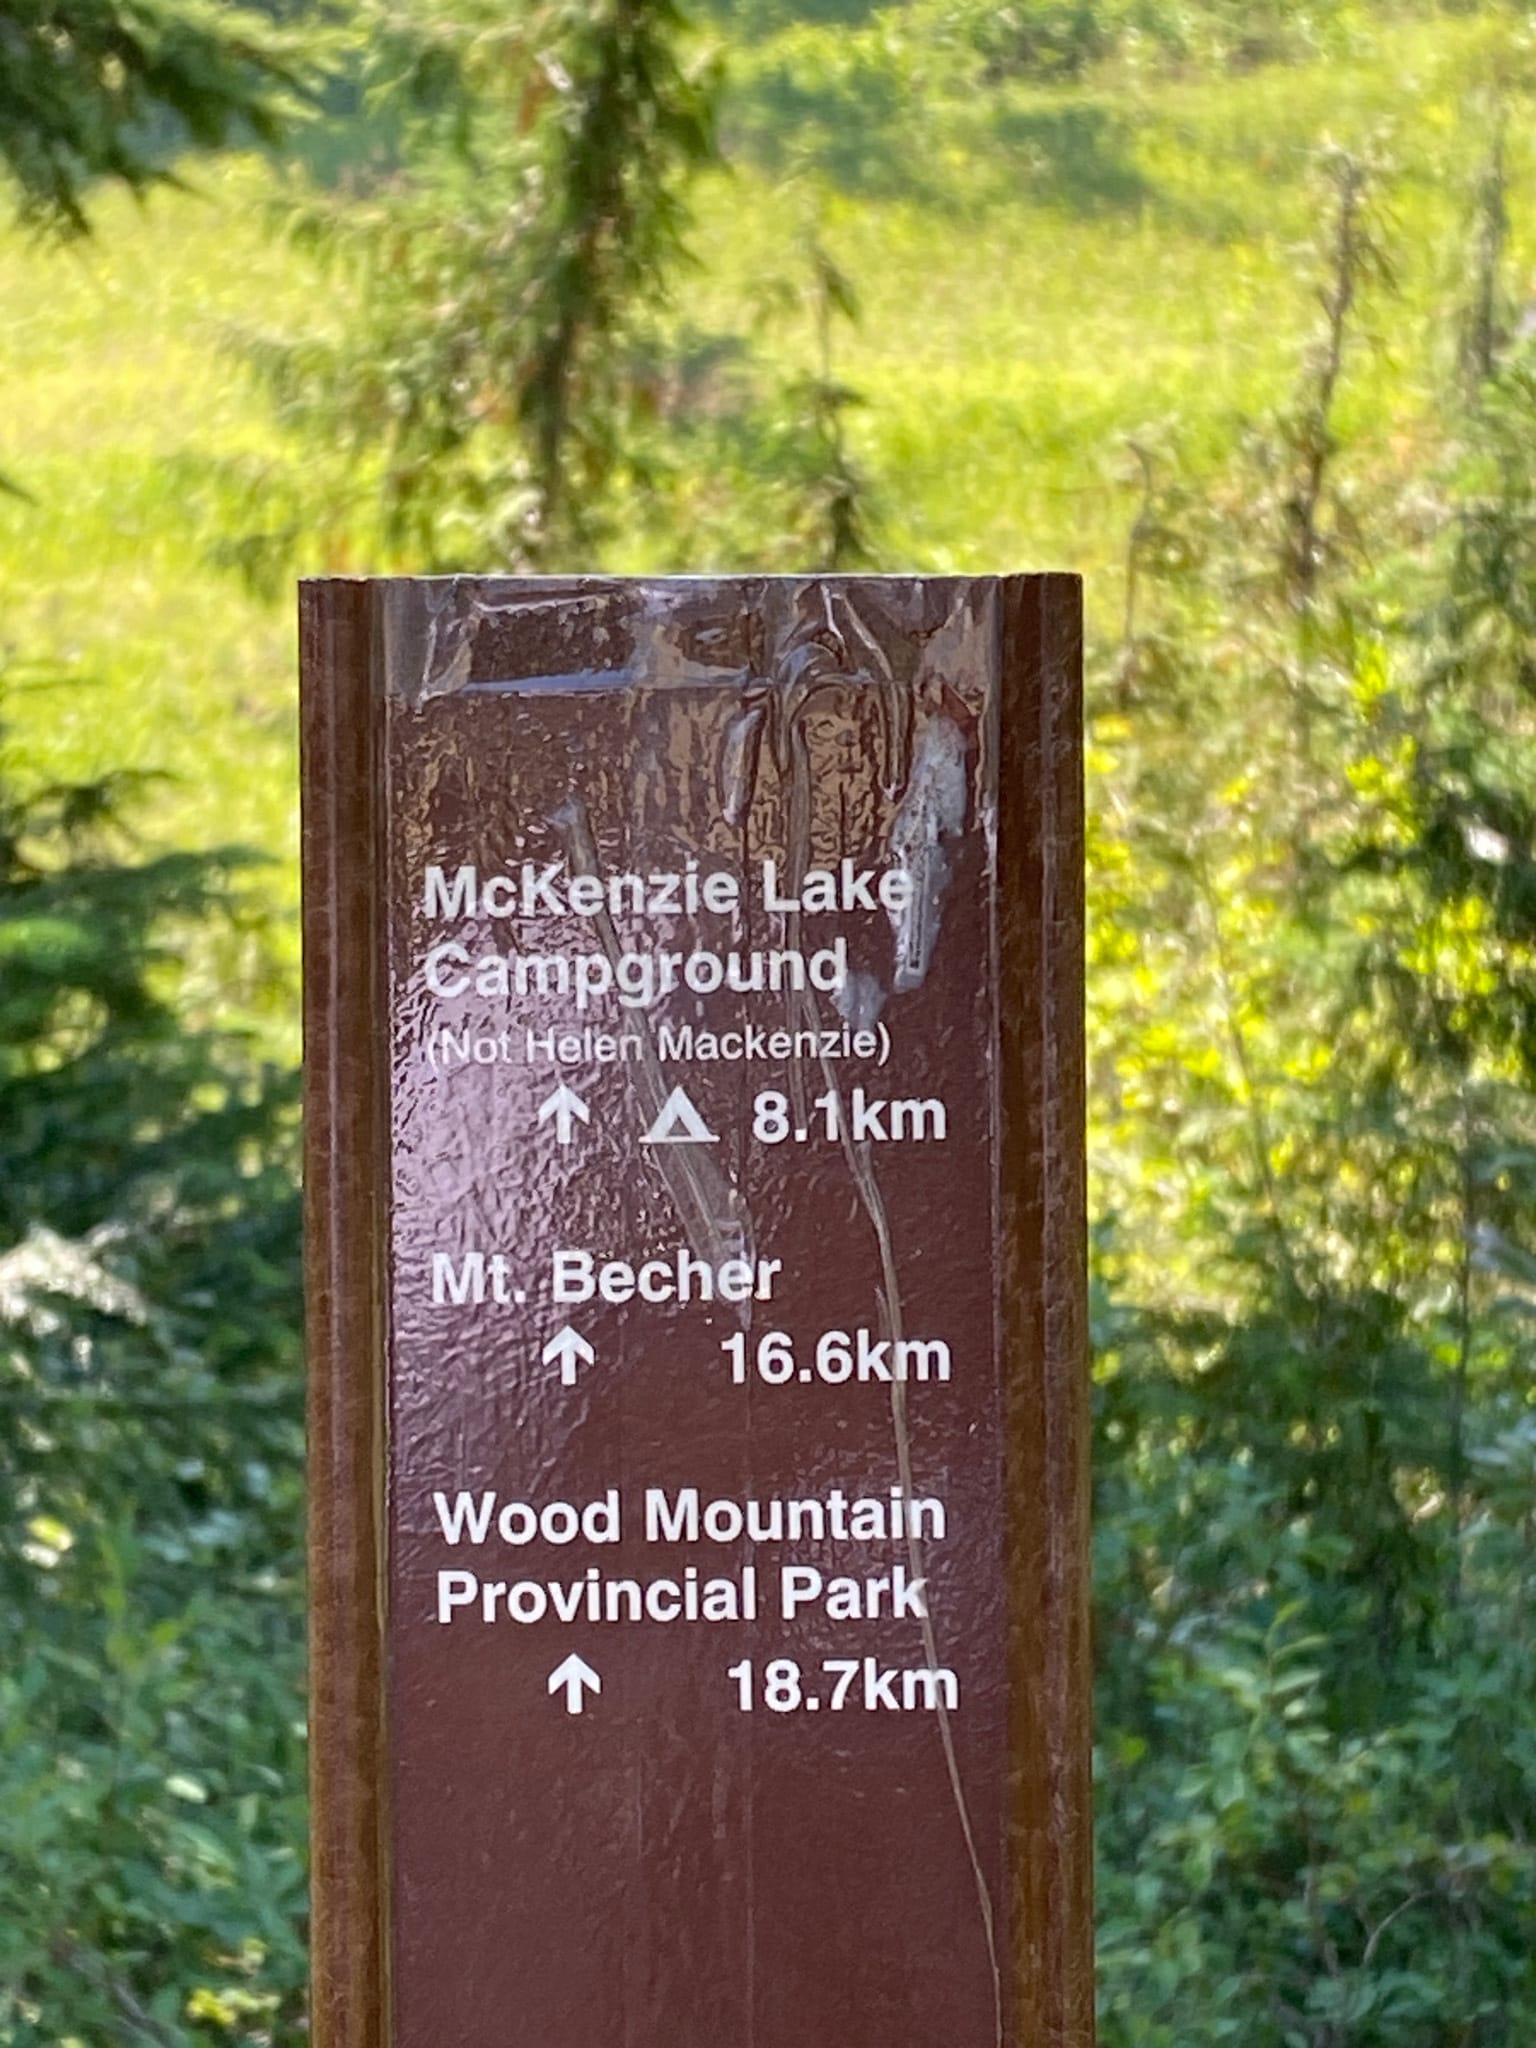 McKenzie Lake
Campground
(Not Helen Mackenzie)
↑ 8.1km
Mt. Becher
↑ 16.6km
Wood Mountain
Provincial Park
↑ 18.7km